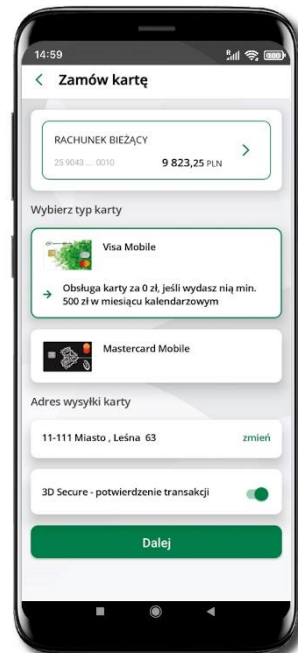 14:59
Zamów kartę
RACHUNEK BIEŻĄCY
25 9043 ... 0010
9 823,25 PLN
Wybierz typ karty
Visa Mobile
Obsługa karty za 0 zł, jeśli wydasz nią min.
500 zł w miesiącu kalendarzowym
Mastercard Mobile
Adres wysyłki karty
11-111 Miasto , Leśna 63 zmień
3D Secure - potwierdzenie transakcji
Dalej